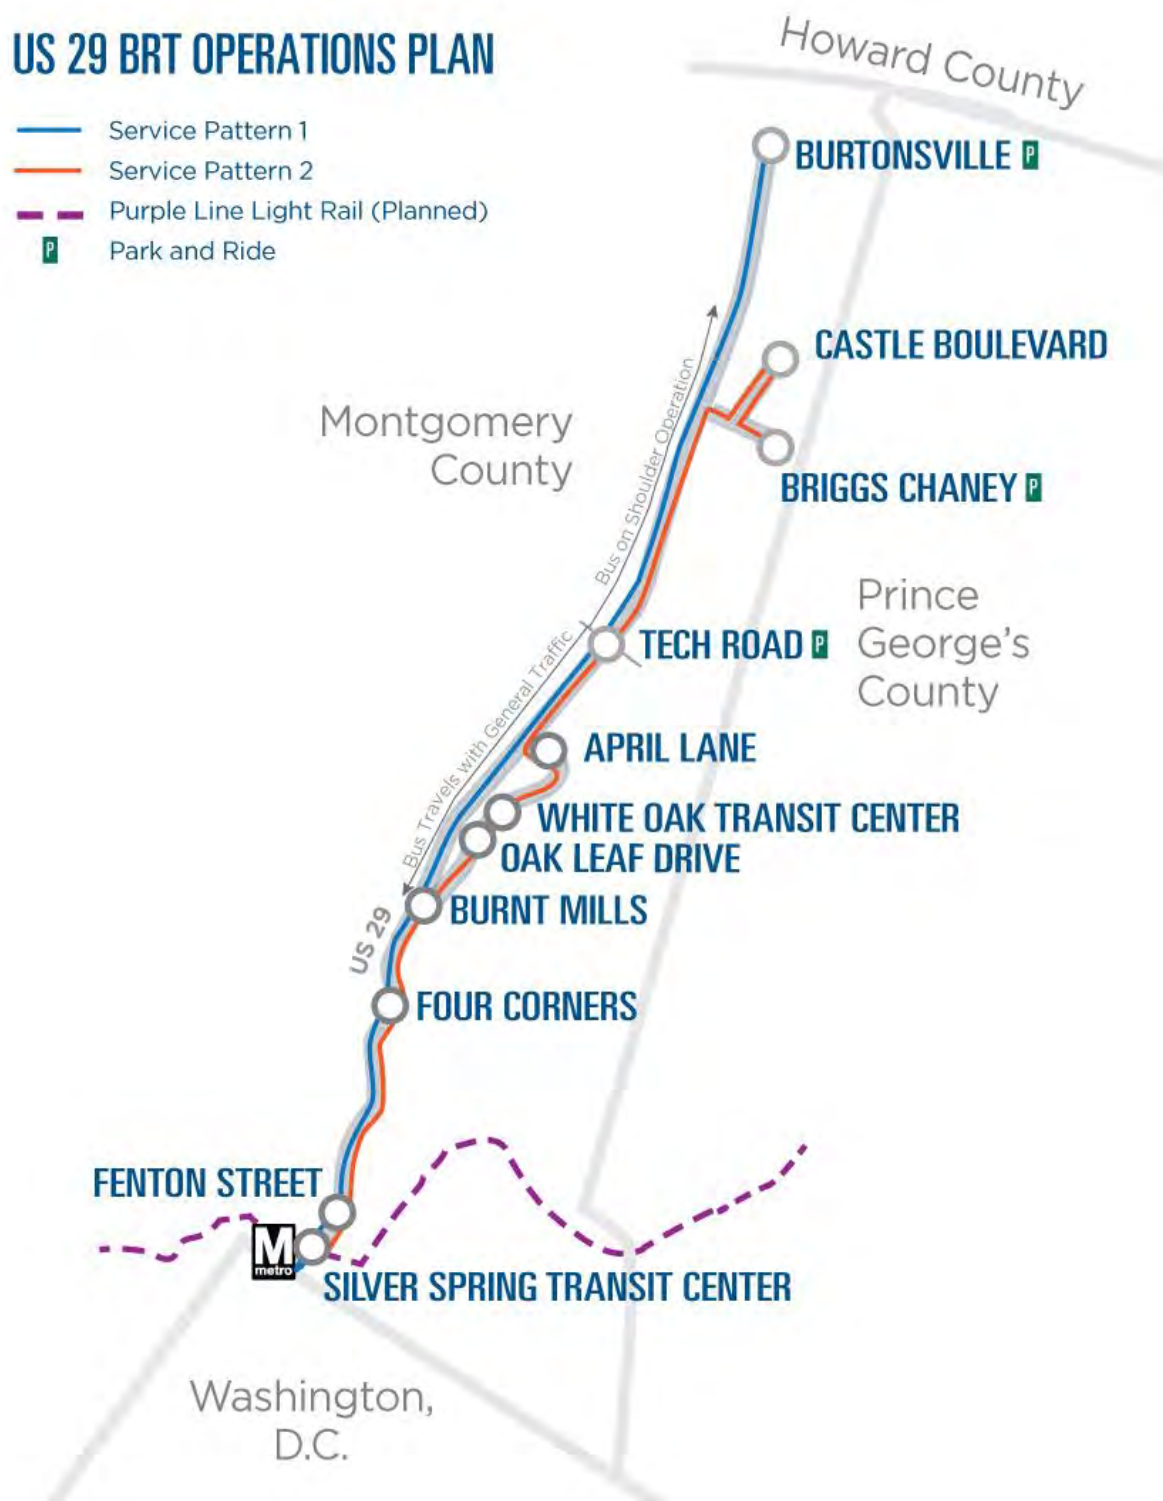 US 29 BRT OPERATIONS PLAN
Service Pattern 1
Service Pattern 2
Purple Line Light Rail (Planned)
P
Park and Ride
Howard County
BURTONSVILLE P
CASTLE BOULEVARD
Montgomery
County
Bus on Shoulder Operation
BRIGGS CHANEY P
Prince
George's
County
TECH ROAD P
Bus Travels with General Traffic
APRIL LANE
WHITE OAK TRANSIT CENTER
OAK LEAF DRIVE
BURNT MILLS
US 29
FOUR CORNERS
FENTON STREET
M
metro
SILVER SPRING TRANSIT CENTER
Washington,
D.C.